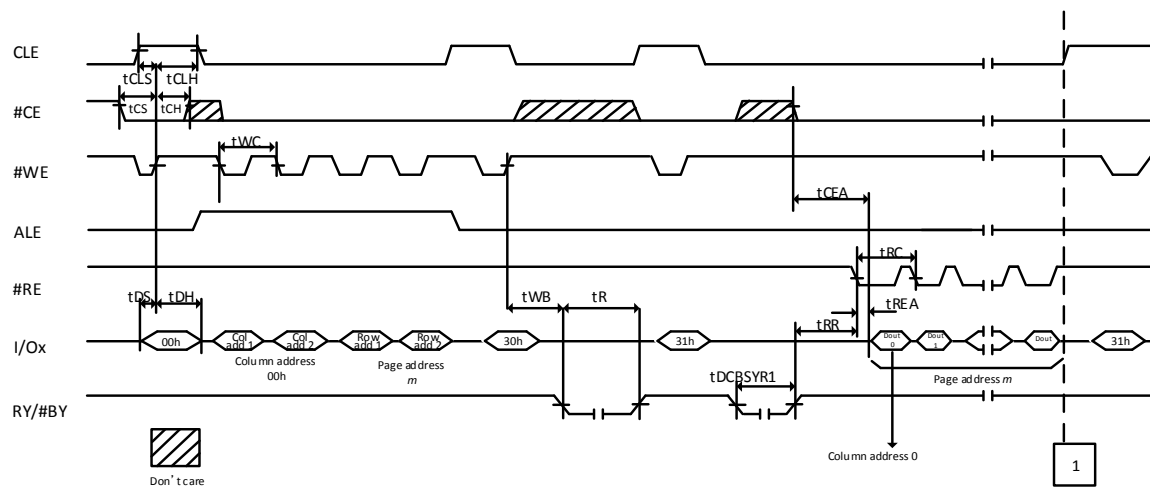 CLE
tCLS tCLH
#CE
tCS tCH
tWC
#WE
tCEA
ALE
tRC
#RE
tDS tDH
tWB tR
tREA
tRR
I/Ox
00h
Col
add 1
Col
add 2
Row
add 1
Row
add 2
30h
31h
Dout
0
Dout
1
Dout
31h
Column address
00h
Page address
m
tDCBSYR1
Page address m
RY/#BY
Column address 0
1
Don't care